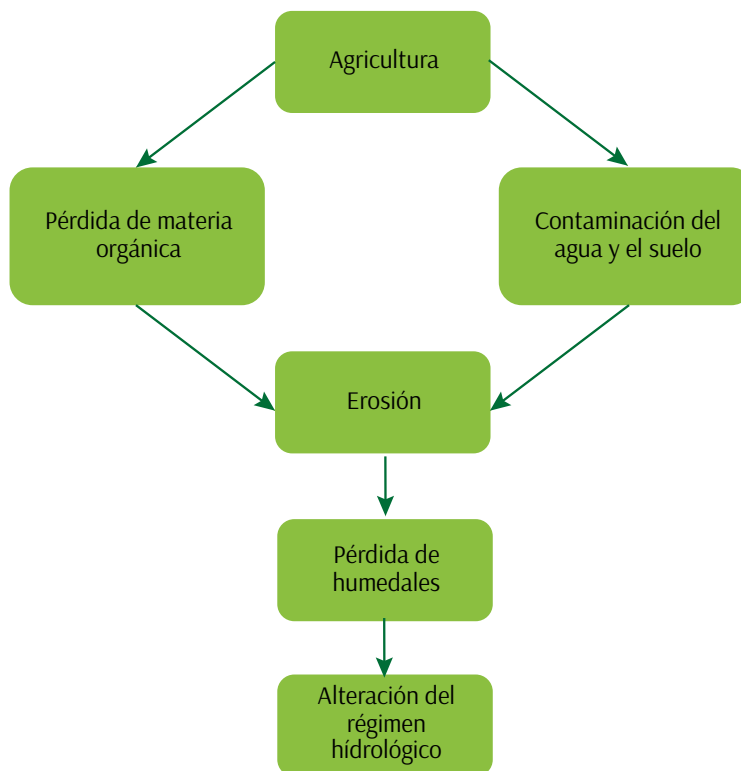 Agricultura
Pérdida de materia
orgánica
Contaminación del
agua y el suelo
Erosión
Pérdida de
humedales
Alteración del
régimen
hídrológico